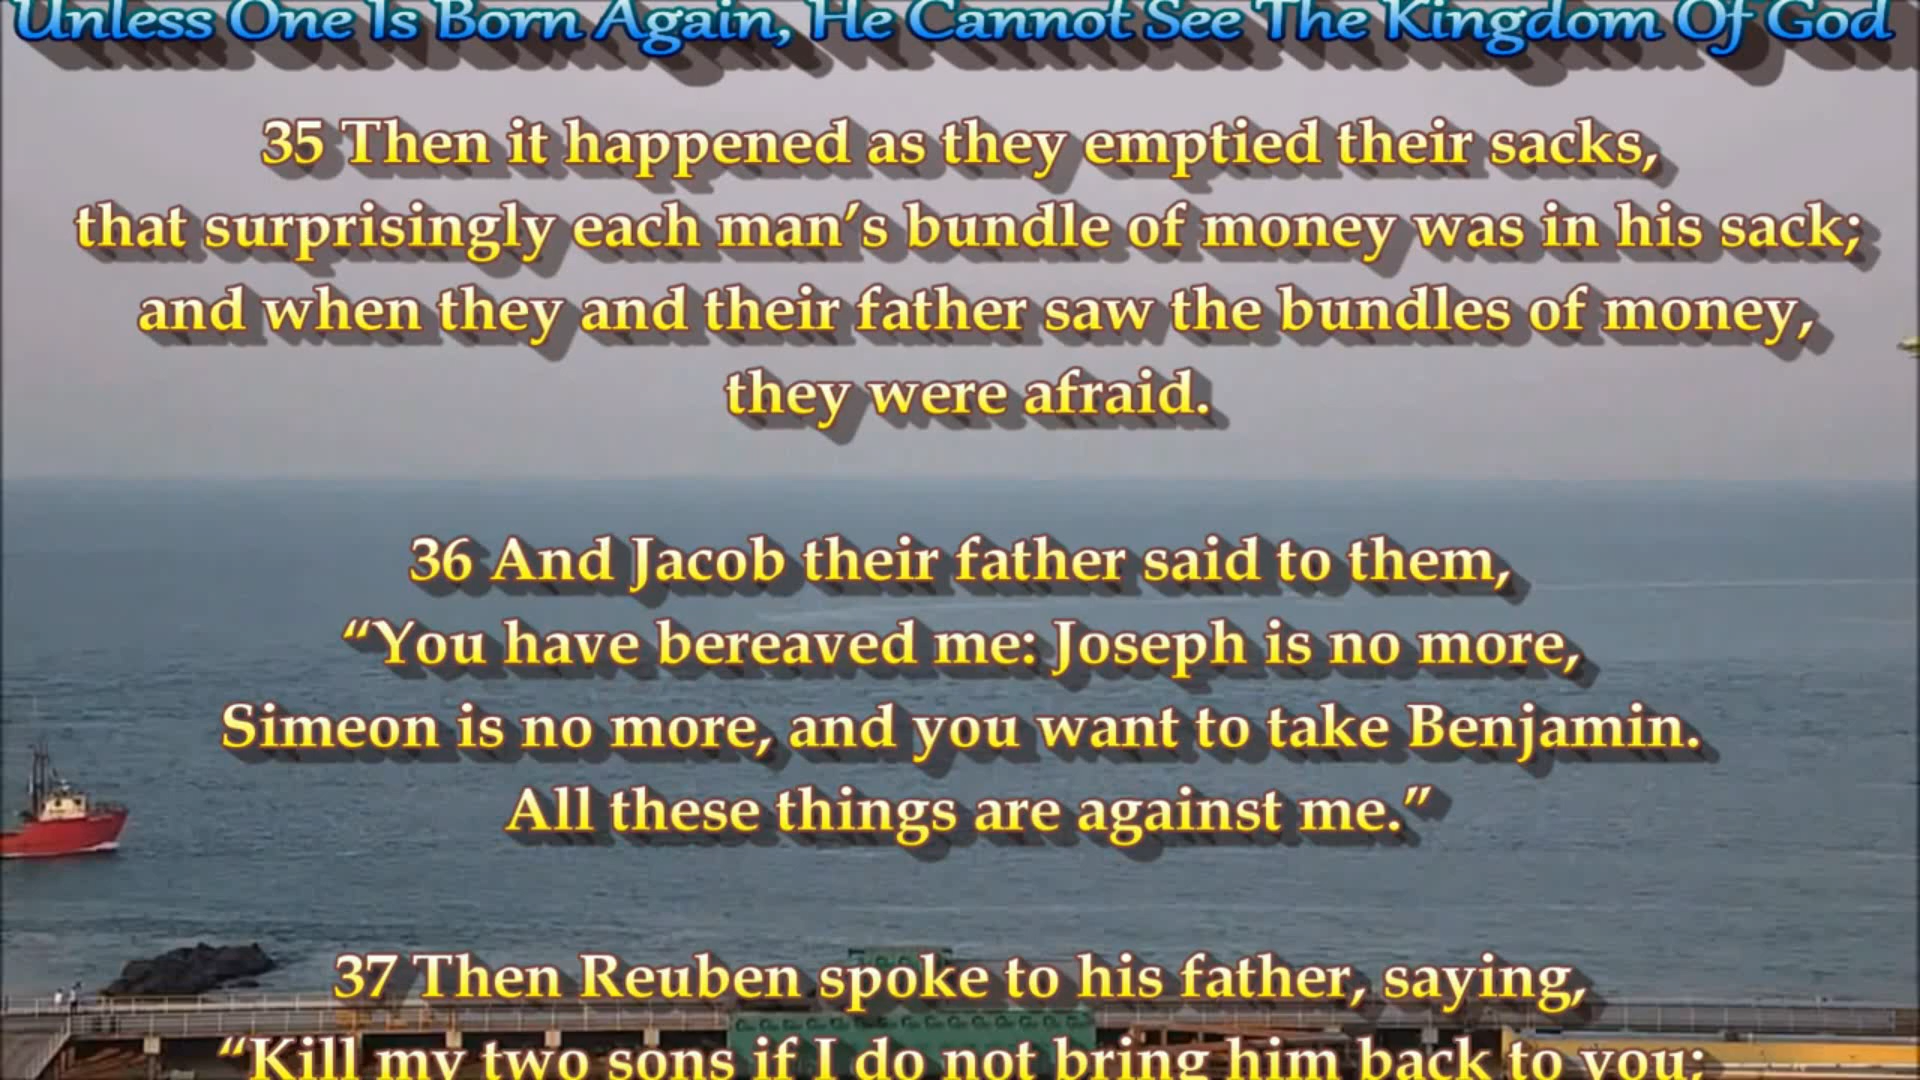 Unless One Is Born Again, He Cannot See The Kingdom Of God
35 Then it happened as they emptied their sacks,
that surprisingly each man’s bundle of money was in his sack;
and when they and their father saw the bundles of money,
they were afraid.
36 And Jacob their father said to them,
“You have bereaved me: Joseph is no more,
Simeon is no more, and you want to take Benjamin.
All these things are against me.”
37 Then Reuben spoke to his father, saying,
“Kill my two sons if I do not bring him back to you;